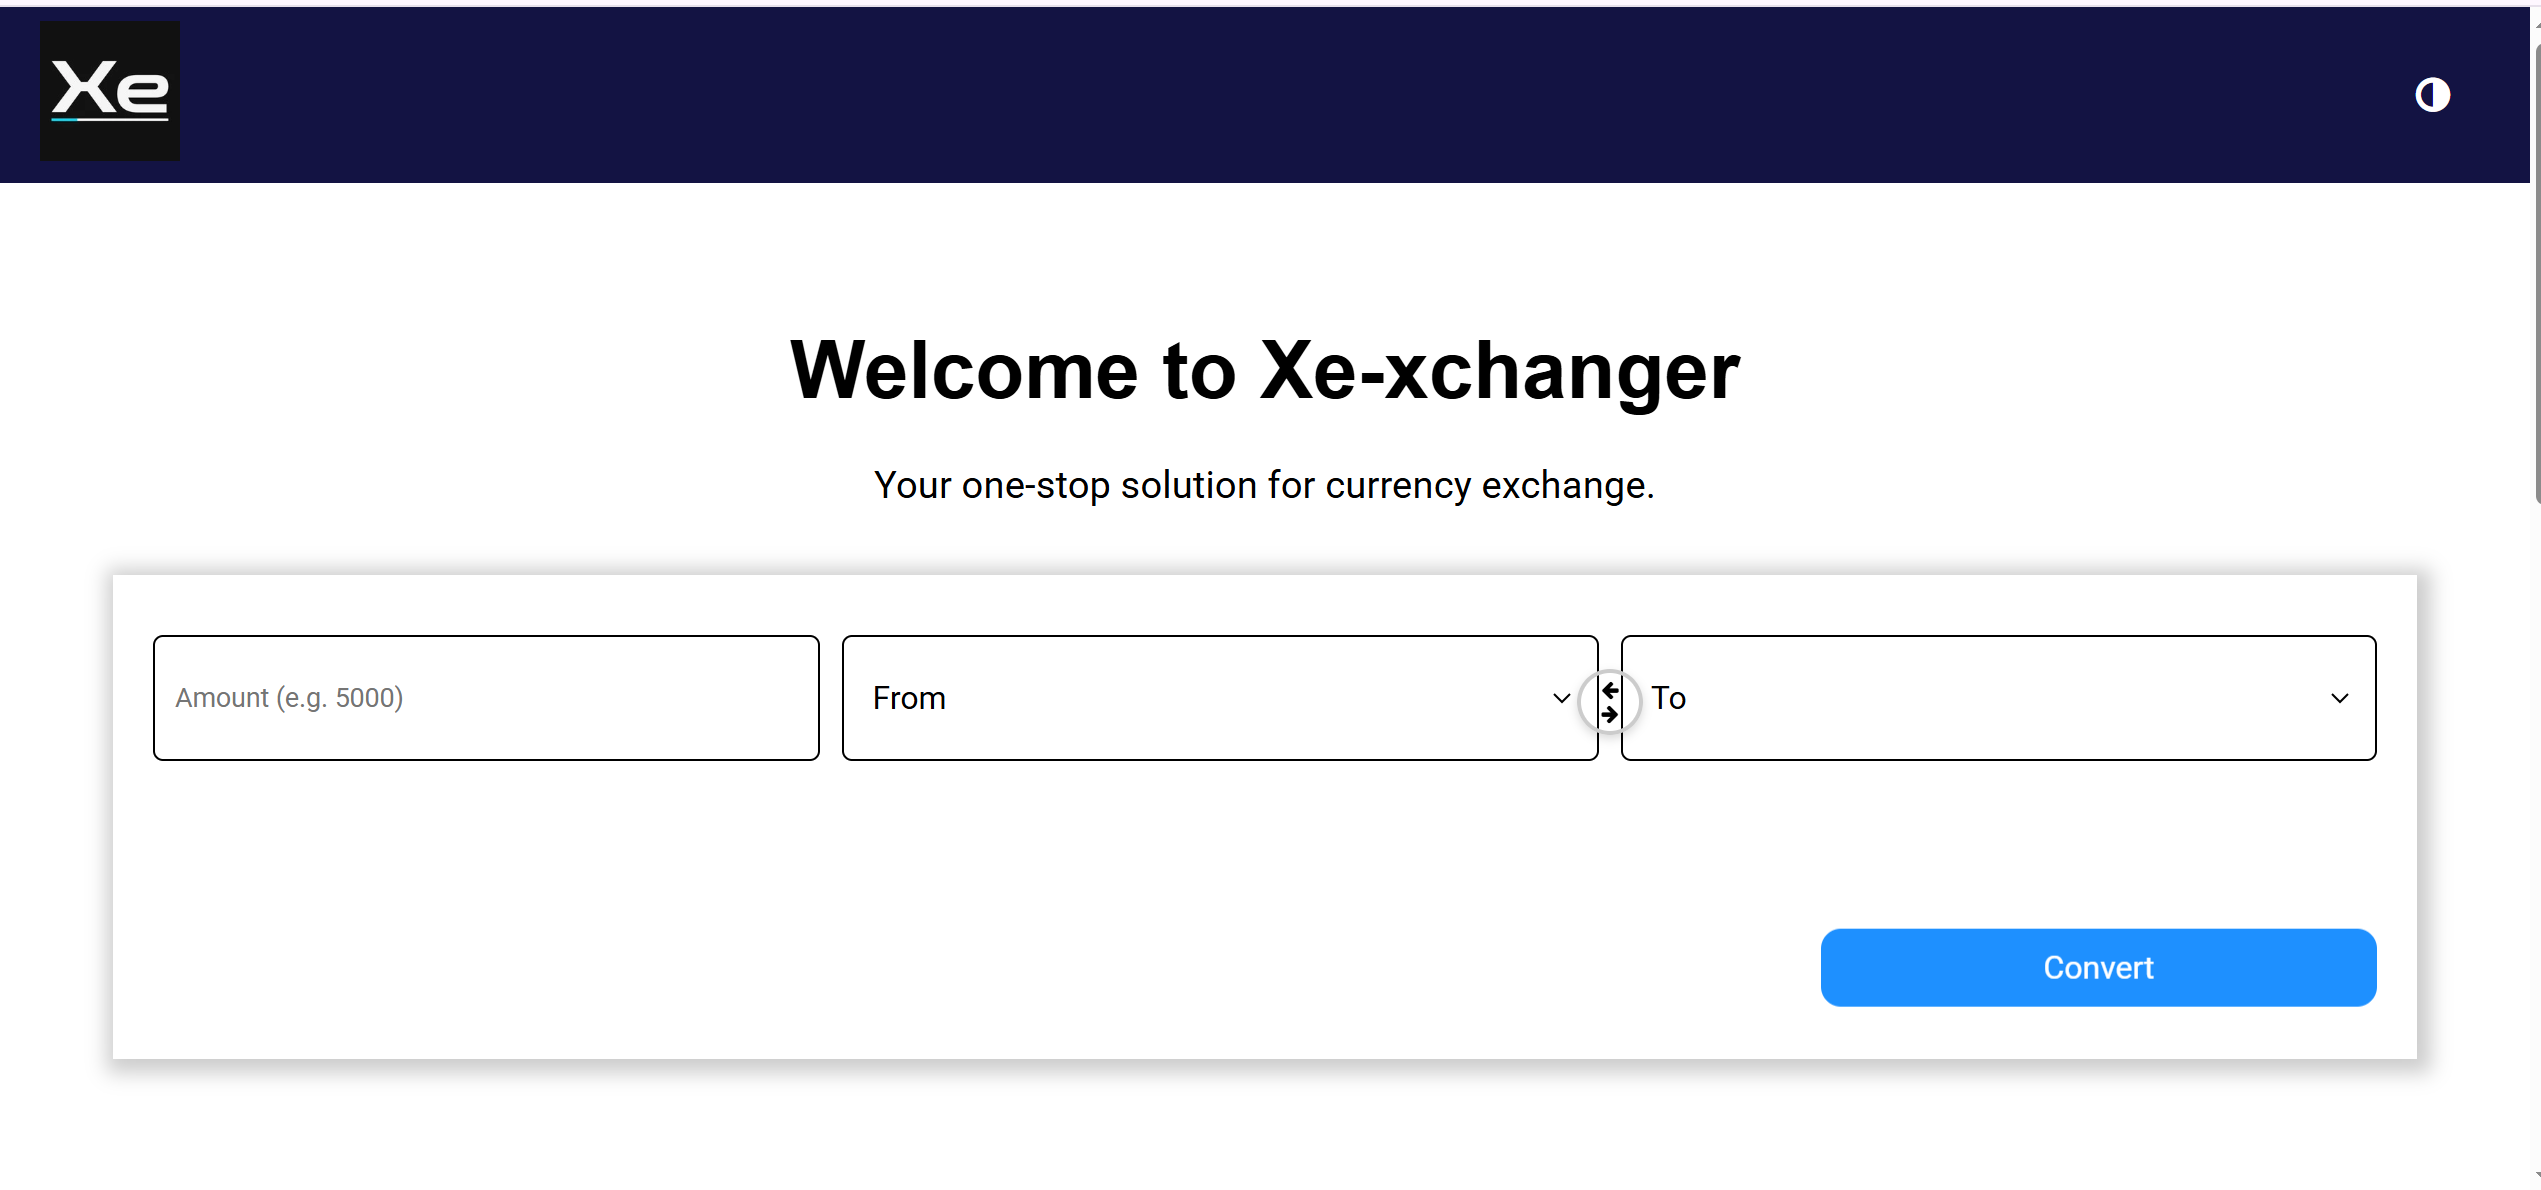 Xe
Welcome to Xe-xchanger
Your one-stop solution for currency exchange.
Amount (e.g. 5000)
From
To
Convert